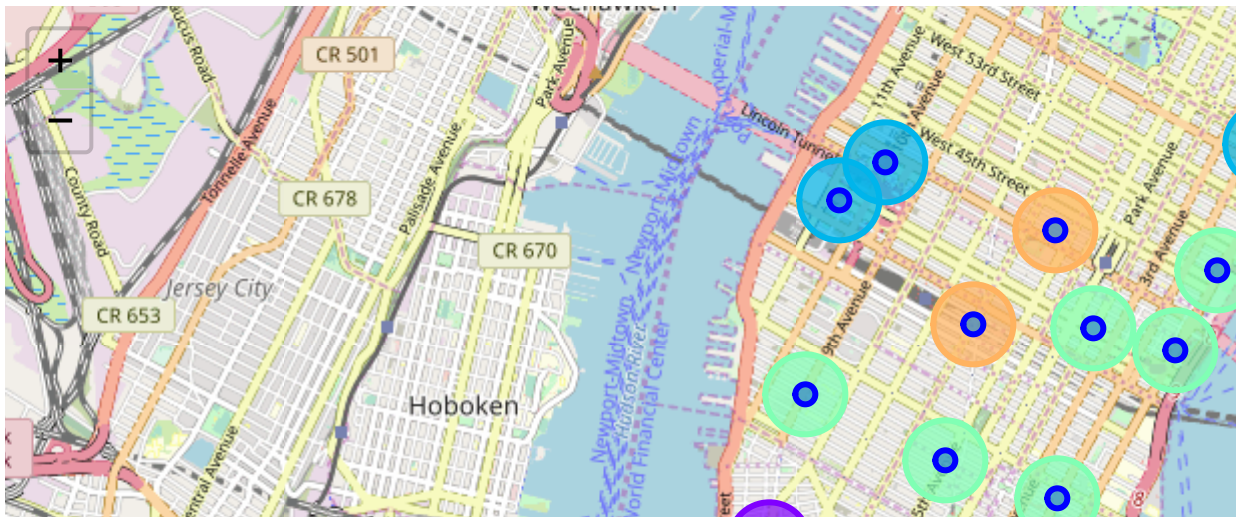 Weehawken
+
−
CR 501
CR 678
CR 670
CR 653
Tonnelle Avenue
County Road
Palisade Avenue
Park Avenue
Jersey City
Hoboken
Lincoln Tunnel
Newport-Midtown
Newport-Midtown
Hudson River
World Financial Center
11th Avenue
West 53rd Street
West 45th Street
Park Avenue
3rd Avenue
9th Avenue
8